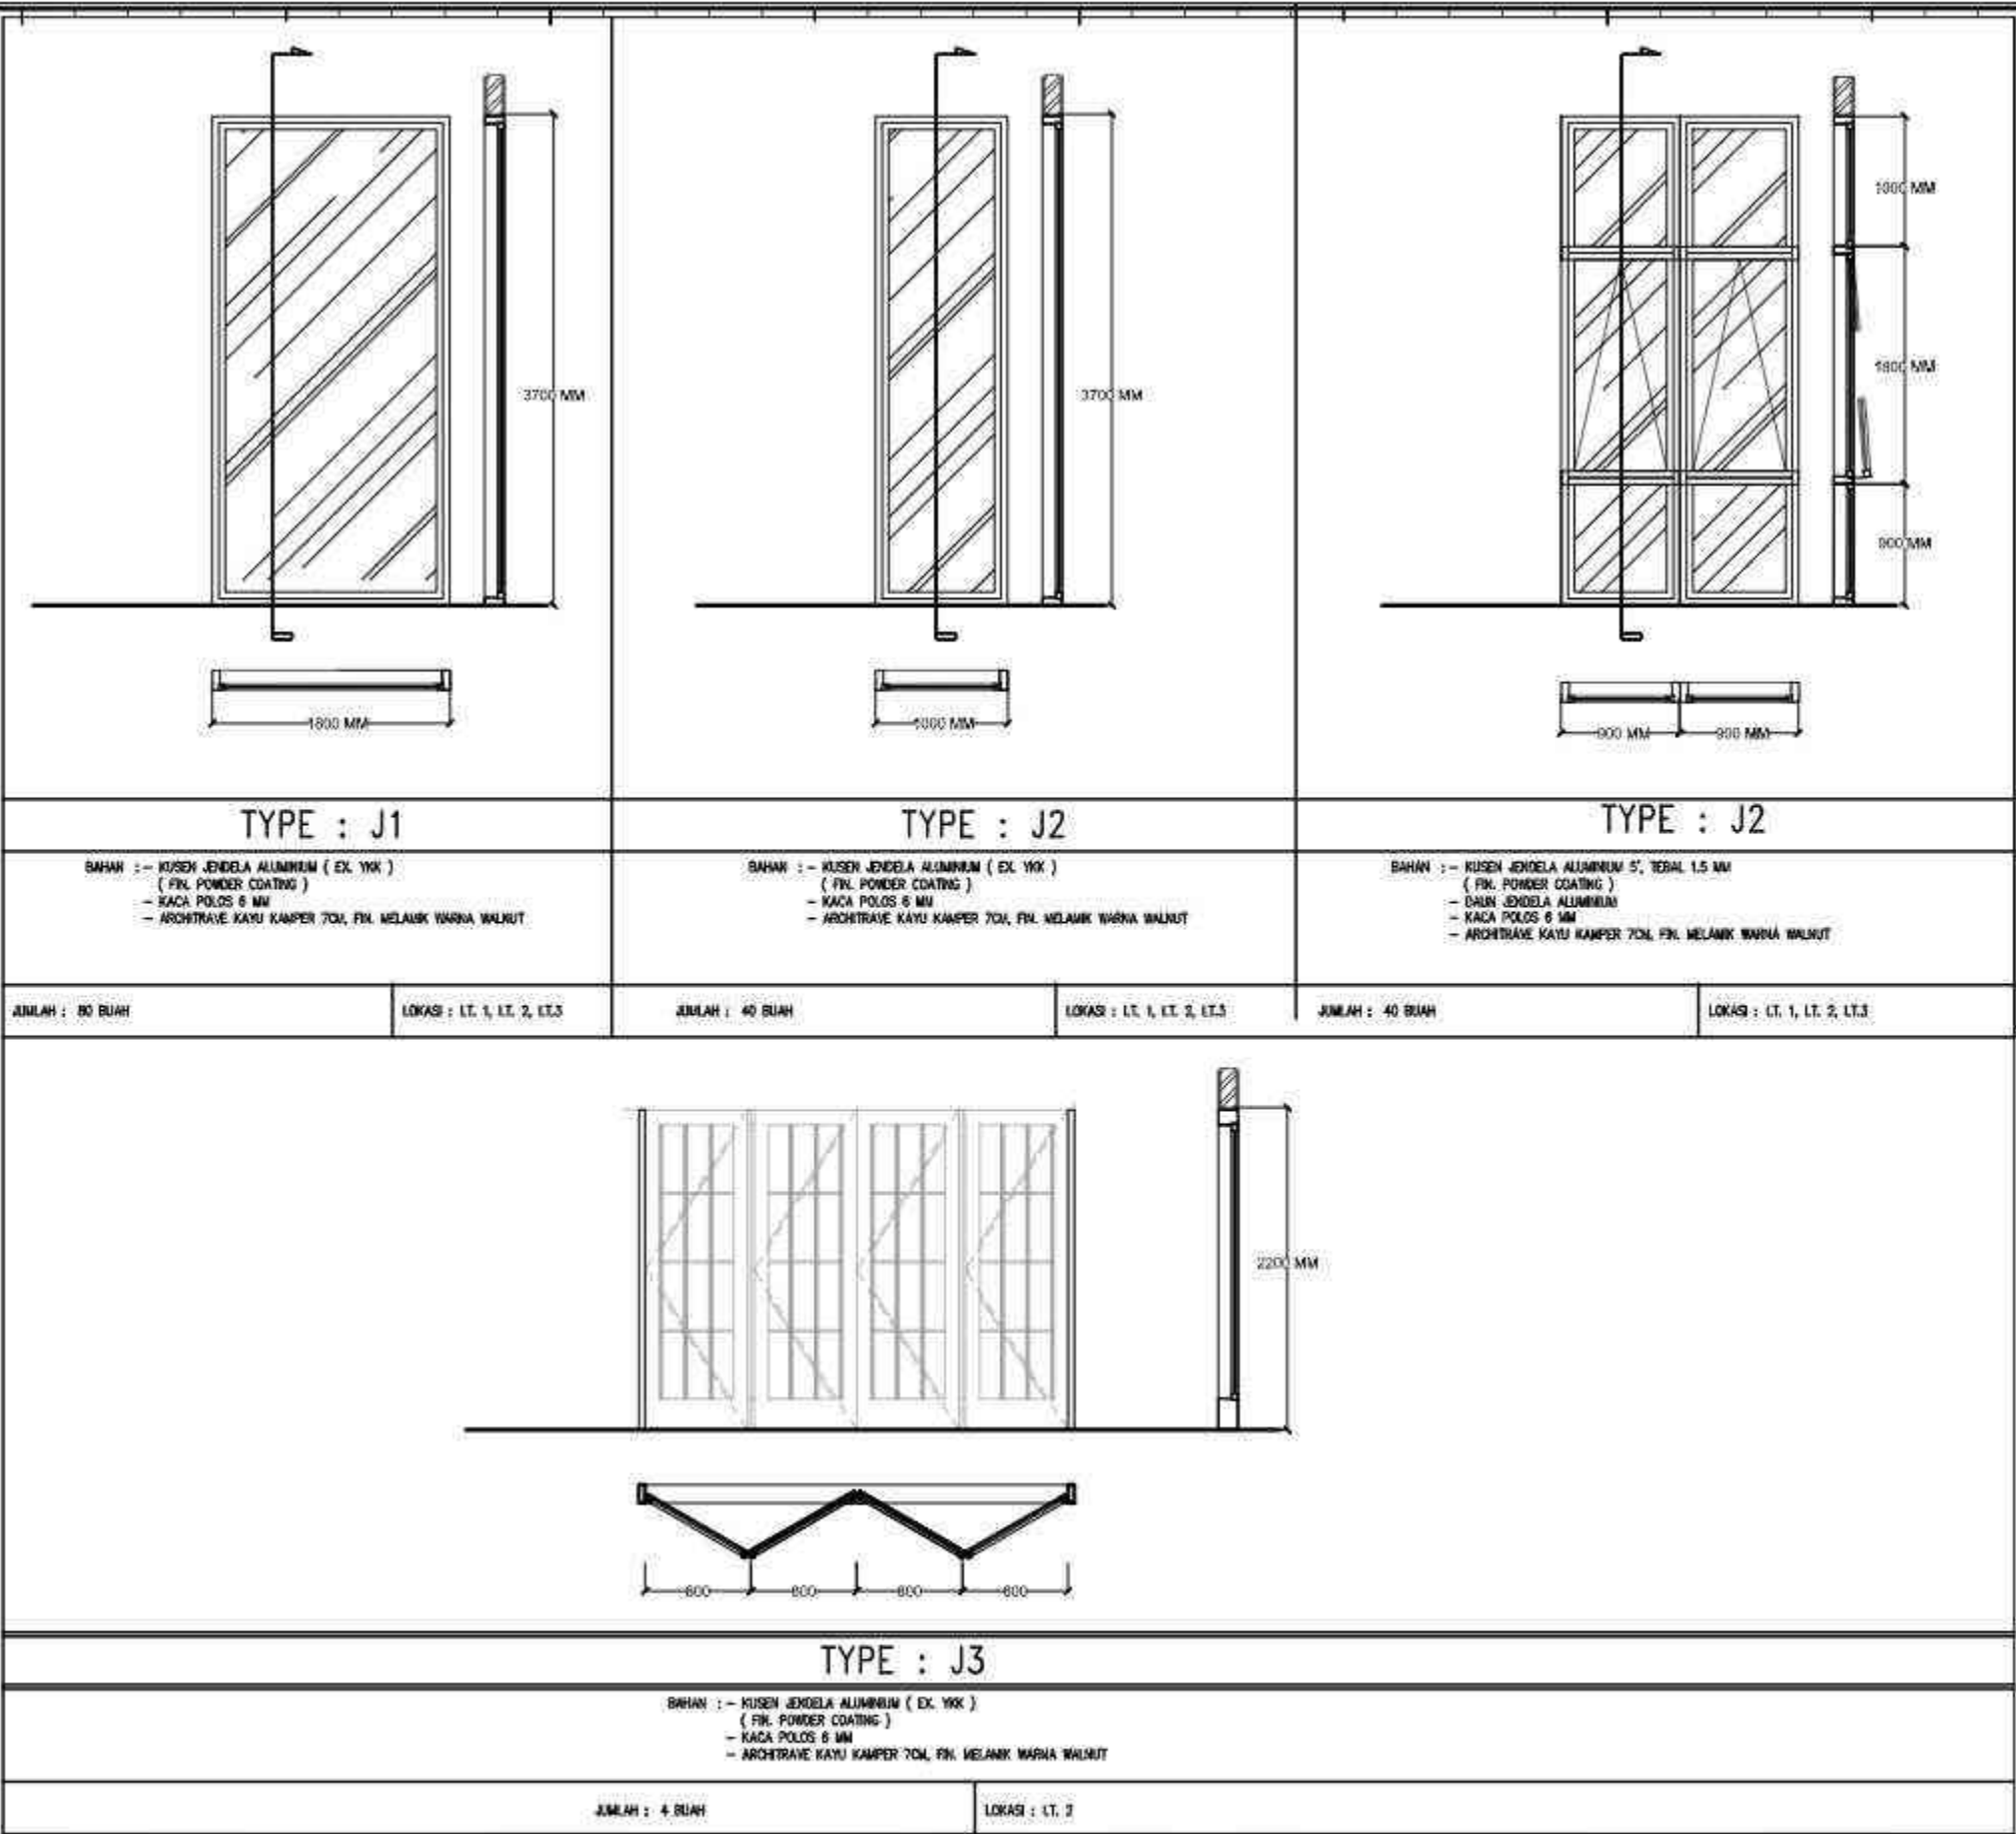 3700 MM
1800 MM
TYPE : J1
BAHAN : - KUSEN JENDELA ALUMINIUM ( EX. YKK )
( FIN. POWDER COATING )
- KACA POLOS 6 MM
- ARCHITRAVE KAYU KAMPER 7CM, FIN. MELAMIK WARNA WALNUT
JUMLAH : 80 BUAH
LOKASI : LT. 1, LT. 2, LT.3
3700 MM
1000 MM
TYPE : J2
BAHAN : - KUSEN JENDELA ALUMINIUM ( EX. YKK )
( FIN. POWDER COATING )
- KACA POLOS 6 MM
- ARCHITRAVE KAYU KAMPER 7CM, FIN. MELAMIK WARNA WALNUT
JUMLAH : 40 BUAH
LOKASI : LT. 1, LT. 2, LT.3
1000 MM
1800 MM
900 MM
900 MM
900 MM
TYPE : J2
BAHAN : - KUSEN JENDELA ALUMINIUM 5", TEBAL 1.5 MM
( FIN. POWDER COATING )
- DAUN JENDELA ALUMINIUM
- KACA POLOS 6 MM
- ARCHITRAVE KAYU KAMPER 7CM, FIN. MELAMIK WARNA WALNUT
JUMLAH : 40 BUAH
LOKASI : LT. 1, LT. 2, LT.3
2200 MM
TYPE : J3
BAHAN : - KUSEN JENDELA ALUMINIUM ( EX. YKK )
( FIN. POWDER COATING )
- KACA POLOS 6 MM
- ARCHITRAVE KAYU KAMPER 7CM, FIN. MELAMIK WARNA WALNUT
JUMLAH : 4 BUAH
LOKASI : LT. 2